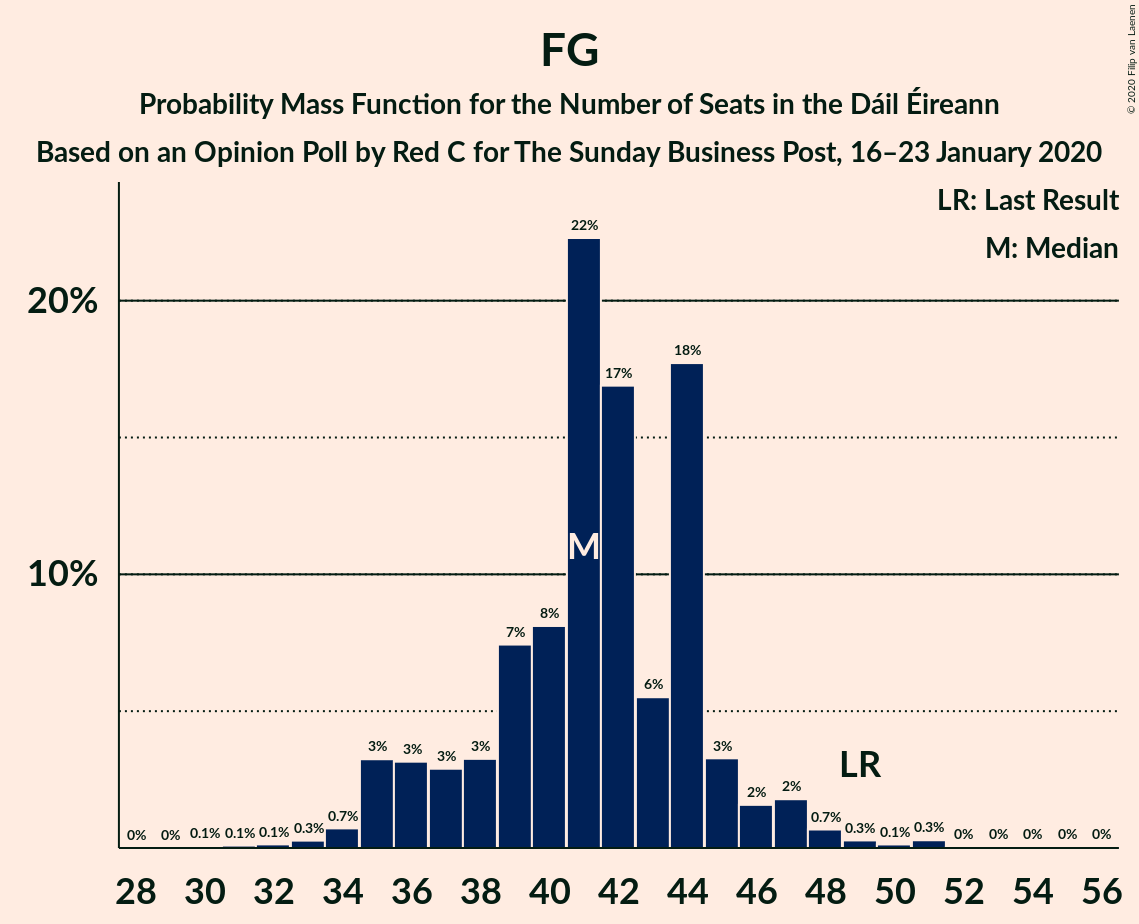 FG
Probability Mass Function for the Number of Seats in the Dáil Éireann
Based on an Opinion Poll by Red C for The Sunday Business Post, 16–23 January 2020
© 2020 Filip van Laenen
LR: Last Result
M: Median
20%
10%
0% 0% 0.1% 0.1% 0.1% 0.3% 0.7% 3% 3% 3% 3% 7% 8% 22% 17% 6% 18% 3% 2% 2% 0.7% 0.3% 0.1% 0.3% 0% 0% 0% 0% 0%
M
LR
28 30 32 34 36 38 40 42 44 46 48 50 52 54 56